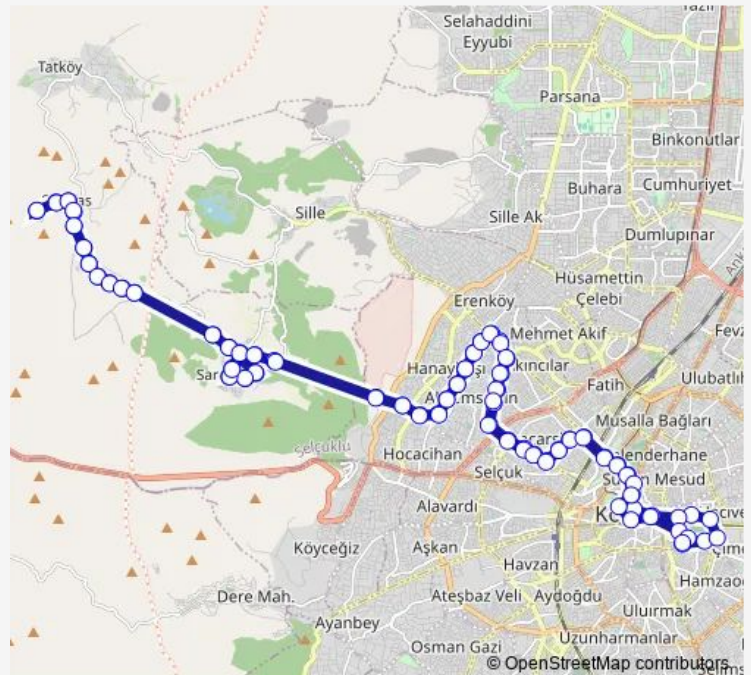 Selahaddini
Eyyubi
Tatköy
Parsana
Binkonutlar
Buhara
Cumhuriyet
Sille
Sille Ak
Dumlupınar
Hüsamettin
Çelebi
Erenköy
Mehmet Akif
Fatih
Musalla Bağları
Selçuklu
Hocacihan
Selçuk
Alavardı
Köyceğiz
Aşkan
Havzan
Dere Mah.
Ateşbaz Veli
Aydoğdu
Uluırmak
Ayanbey
Uzunharmanlar
Osman Gazi
© OpenStreetMap contributors